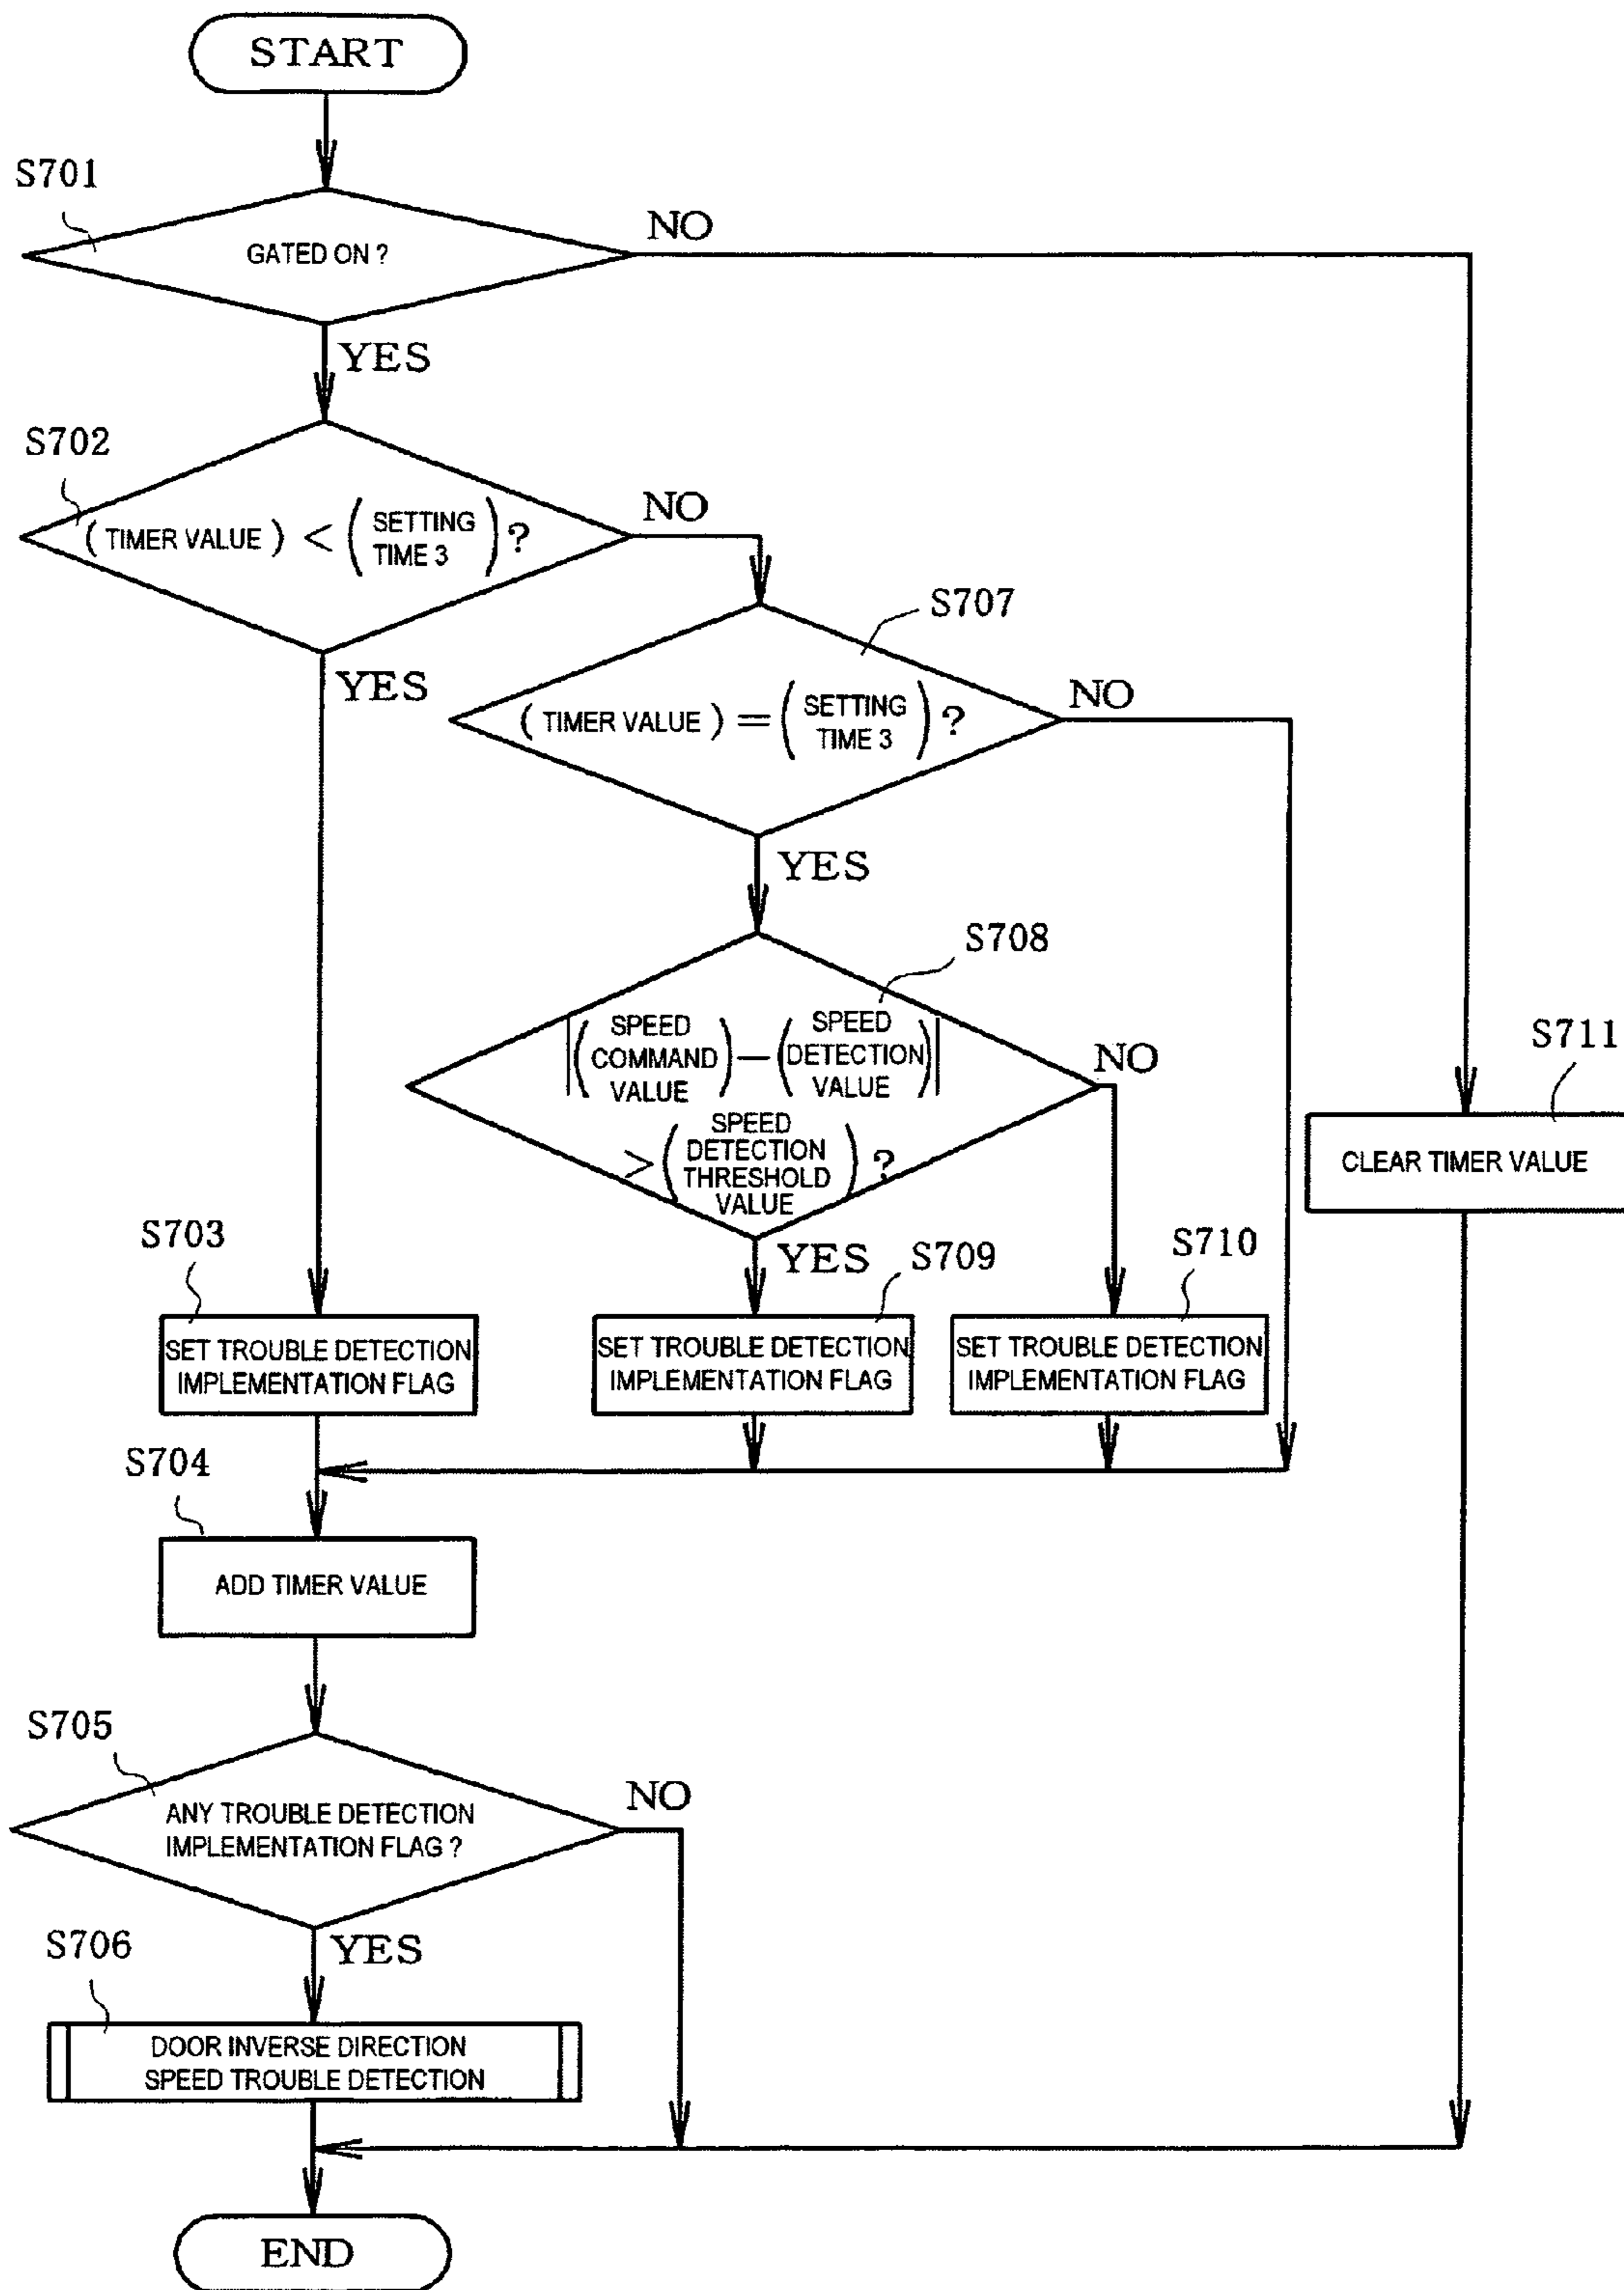 START
S701
GATED ON ?
NO
YES
S702
( TIMER VALUE ) < ( SETTING
TIME 3 ) ?
NO
YES
S707
( TIMER VALUE ) = ( SETTING
TIME 3 ) ?
NO
YES
S708
|( SPEED
COMMAND
VALUE ) − ( SPEED
DETECTION
VALUE )|
> ( SPEED
DETECTION
THRESHOLD
VALUE ) ?
NO
YES
S711
CLEAR TIMER VALUE
S703
SET TROUBLE DETECTION
IMPLEMENTATION FLAG
S709
SET TROUBLE DETECTION
IMPLEMENTATION FLAG
S710
SET TROUBLE DETECTION
IMPLEMENTATION FLAG
S704
ADD TIMER VALUE
S705
ANY TROUBLE DETECTION
IMPLEMENTATION FLAG ?
NO
YES
S706
DOOR INVERSE DIRECTION
SPEED TROUBLE DETECTION
END